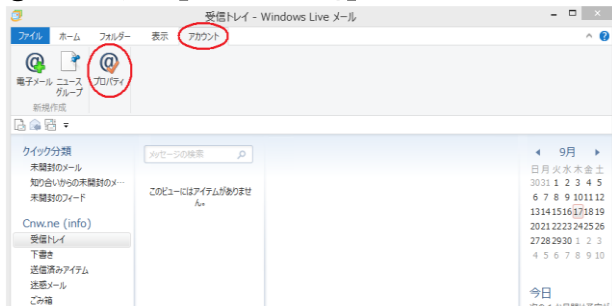 受信トレイ - Windows Live メール
ファイル ホーム フォルダー 表示 アカウント
電子メール ニュース グループ プロパティ
新規作成
クイック分類
未開封のメール
知り合いからの未開封のメ…
未開封のフィード
Cnw.ne (info)
受信トレイ
下書き
送信済みアイテム
迷惑メール
ごみ箱
メッセージの検索
このビューにはアイテムがありませ
ん。
9月
日 月 火 水 木 金 土
30 31 1 2 3 4 5
6 7 8 9 10 11 12
13 14 15 16 17 18 19
20 21 22 23 24 25 26
27 28 29 30 1 2 3
4 5 6 7 8 9 10
今日